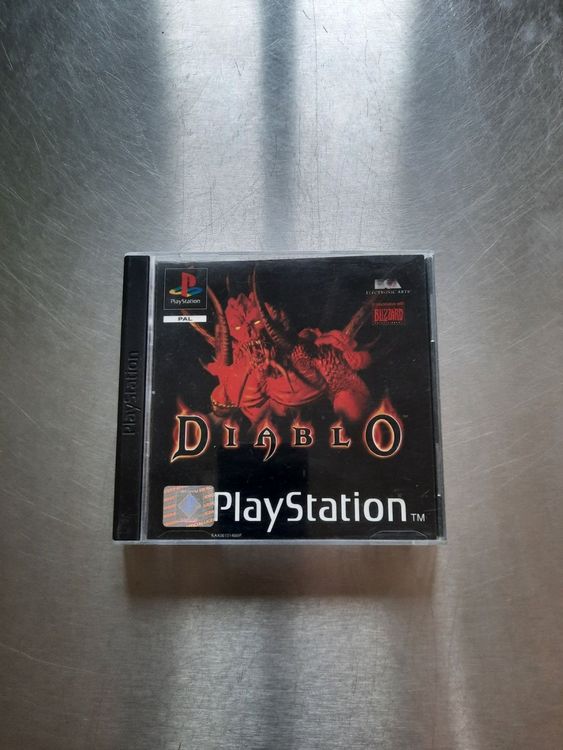 PlayStation
PlayStation
PAL
ELECTRONIC ARTS
BLIZZARD
DIABLO
PlayStation™